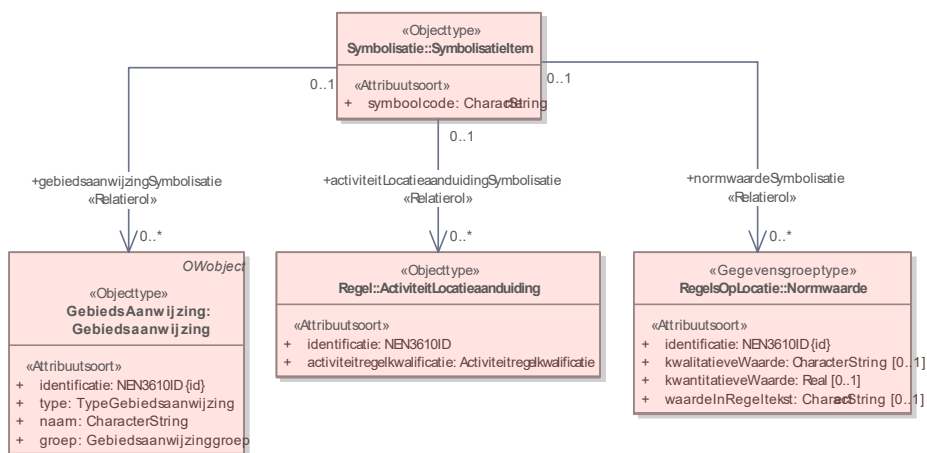 «Objecttype»
Symbolisatie::SymbolisatieItem
«Attribuutsoort»
+ symboolcode: CharacterString
0..1
0..1
0..1
+gebiedsaanwijzingSymbolisatie
«Relatierol»
0..*
+activiteitLocatieaanduidingSymbolisatie
«Relatierol»
0..*
+normwaardeSymbolisatie
«Relatierol»
0..*
OWobject
«Objecttype»
GebiedsAanwijzing:
Gebiedsaanwijzing
«Attribuutsoort»
+ identificatie: NEN3610ID {id}
+ type: TypeGebiedsaanwijzing
+ naam: CharacterString
+ groep: Gebiedsaanwijzinggroep
«Objecttype»
Regel::ActiviteitLocatieaanduiding
«Attribuutsoort»
+ identificatie: NEN3610ID
+ activiteitregelkwalificatie: Activiteitregelkwalificatie
«Gegevensgroeptype»
RegelsOpLocatie::Normwaarde
«Attribuutsoort»
+ identificatie: NEN3610ID {id}
+ kwalitatieveWaarde: CharacterString [0..1]
+ kwantitatieveWaarde: Real [0..1]
+ waardeInRegeltekst: CharacterString [0..1]